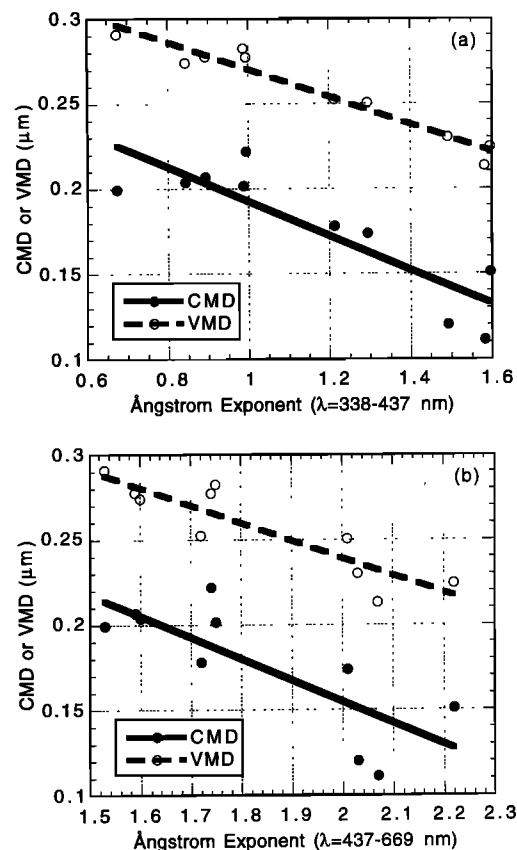 (a)
CMD or VMD (μm)
0.3
0.25
0.2
0.15
0.1
CMD
VMD
0.6 0.8 1 1.2 1.4 1.6
Ångstrom Exponent (λ=338-437 nm)
(b)
CMD or VMD (μm)
0.3
0.25
0.2
0.15
0.1
CMD
VMD
1.5 1.6 1.7 1.8 1.9 2 2.1 2.2 2.3
Ångstrom Exponent (λ=437-669 nm)